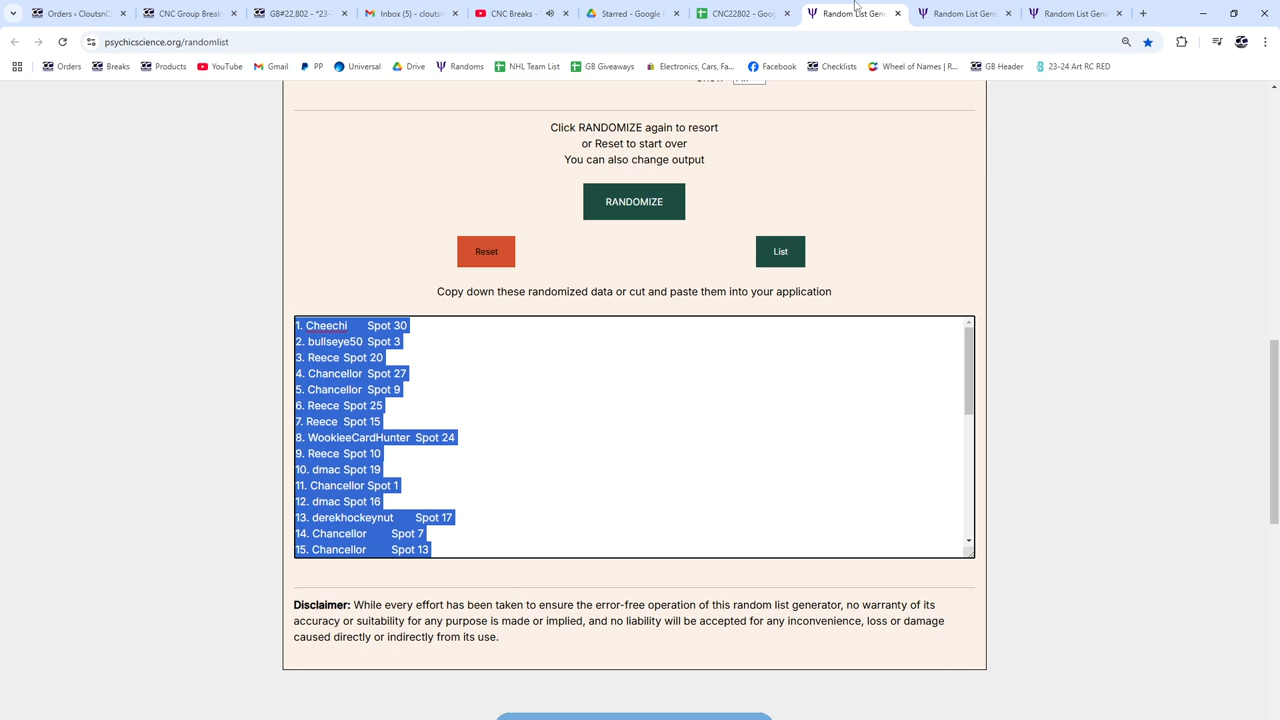 Orders ‹ CloutsnC
CNC Group Break
GB#22,802 - *23-
Inbox (5) - clouts
CNC Breaks -
Starred - Google
CNC22802 - Goog
Random List Gene
Random List Gene
Random List Gene
psychicscience.org/randomlist
Orders
Breaks
Products
YouTube
Gmail
PP
Universal
Drive
Randoms
NHL Team List
GB Giveaways
Electronics, Cars, Fa...
Facebook
Checklists
Wheel of Names | R...
GB Header
23-24 Art RC RED
Click RANDOMIZE again to resort
or Reset to start over
You can also change output
RANDOMIZE
Reset
List
Copy down these randomized data or cut and paste them into your application
1. Cheechi Spot 30
2. bullseye50 Spot 3
3. Reece Spot 20
4. Chancellor Spot 27
5. Chancellor Spot 9
6. Reece Spot 25
7. Reece Spot 15
8. WookieeCardHunter Spot 24
9. Reece Spot 10
10. dmac Spot 19
11. Chancellor Spot 1
12. dmac Spot 16
13. derekhockeynut Spot 17
14. Chancellor Spot 7
15. Chancellor Spot 13
Disclaimer: While every effort has been taken to ensure the error-free operation of this random list generator, no warranty of its
accuracy or suitability for any purpose is made or implied, and no liability will be accepted for any inconvenience, loss or damage
caused directly or indirectly from its use.